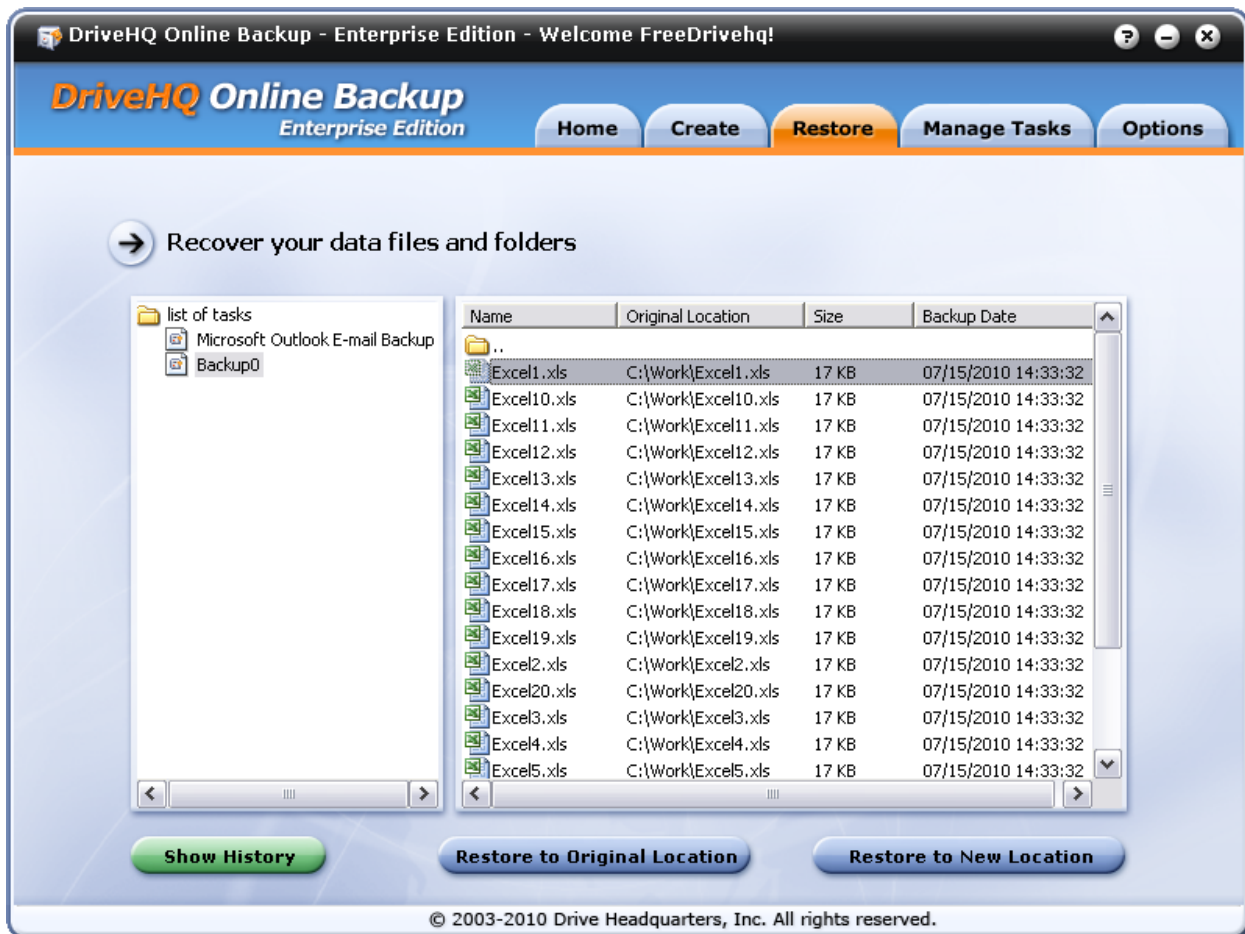 DriveHQ Online Backup - Enterprise Edition - Welcome FreeDrivehq!
DriveHQ Online Backup
Enterprise Edition
Home Create Restore Manage Tasks Options
Recover your data files and folders
list of tasks
Microsoft Outlook E-mail Backup
Backup0
Name Original Location Size Backup Date
..
Excel1.xls C:\Work\Excel1.xls 17 KB 07/15/2010 14:33:32
Excel10.xls C:\Work\Excel10.xls 17 KB 07/15/2010 14:33:32
Excel11.xls C:\Work\Excel11.xls 17 KB 07/15/2010 14:33:32
Excel12.xls C:\Work\Excel12.xls 17 KB 07/15/2010 14:33:32
Excel13.xls C:\Work\Excel13.xls 17 KB 07/15/2010 14:33:32
Excel14.xls C:\Work\Excel14.xls 17 KB 07/15/2010 14:33:32
Excel15.xls C:\Work\Excel15.xls 17 KB 07/15/2010 14:33:32
Excel16.xls C:\Work\Excel16.xls 17 KB 07/15/2010 14:33:32
Excel17.xls C:\Work\Excel17.xls 17 KB 07/15/2010 14:33:32
Excel18.xls C:\Work\Excel18.xls 17 KB 07/15/2010 14:33:32
Excel19.xls C:\Work\Excel19.xls 17 KB 07/15/2010 14:33:32
Excel2.xls C:\Work\Excel2.xls 17 KB 07/15/2010 14:33:32
Excel20.xls C:\Work\Excel20.xls 17 KB 07/15/2010 14:33:32
Excel3.xls C:\Work\Excel3.xls 17 KB 07/15/2010 14:33:32
Excel4.xls C:\Work\Excel4.xls 17 KB 07/15/2010 14:33:32
Excel5.xls C:\Work\Excel5.xls 17 KB 07/15/2010 14:33:32
Show History Restore to Original Location Restore to New Location
© 2003-2010 Drive Headquarters, Inc. All rights reserved.